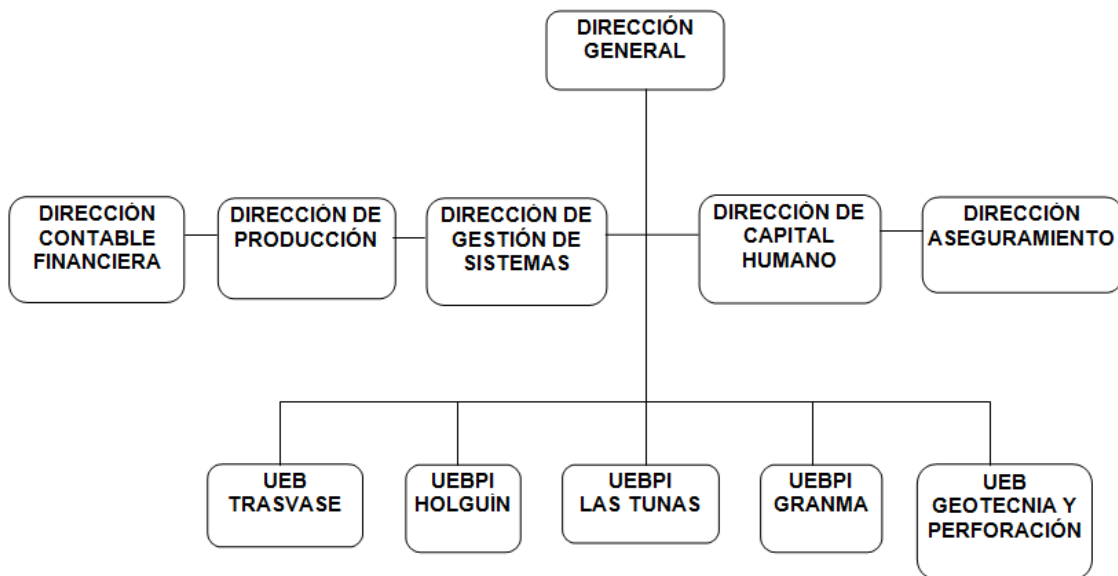 DIRECCIÓN
GENERAL
DIRECCIÓN
CONTABLE
FINANCIERA
DIRECCIÓN DE
PRODUCCIÓN
DIRECCIÓN DE
GESTIÓN DE
SISTEMAS
DIRECCIÓN DE
CAPITAL
HUMANO
DIRECCIÓN
ASEGURAMIENTO
UEB
TRASVASE
UEBPI
HOLGUÍN
UEBPI
LAS TUNAS
UEBPI
GRANMA
UEB
GEOTECNIA Y
PERFORACIÓN